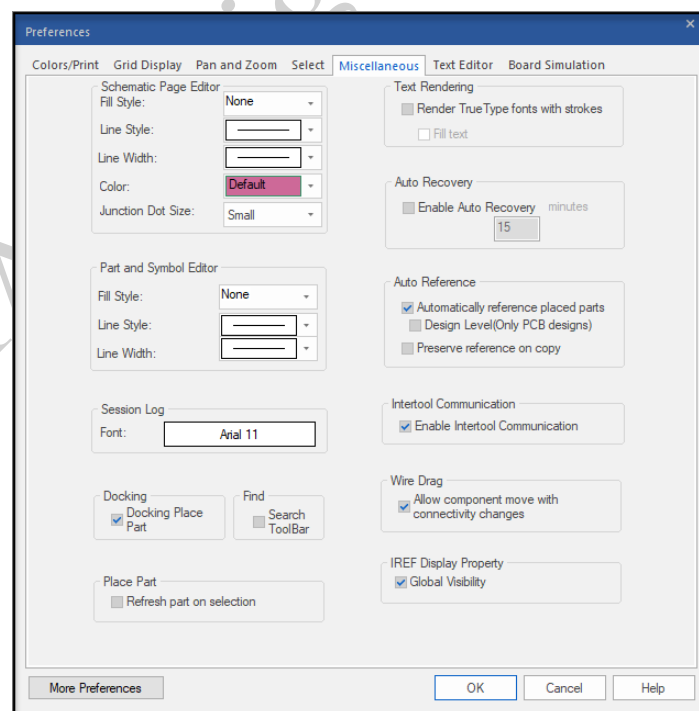 Preferences
Colors/Print Grid Display Pan and Zoom Select Miscellaneous Text Editor Board Simulation
Schematic Page Editor
Fill Style: None
Line Style:
Line Width:
Color: Default
Junction Dot Size: Small
Part and Symbol Editor
Fill Style: None
Line Style:
Line Width:
Session Log
Font: Arial 11
Docking
Docking Place
Part
Find
Search
ToolBar
Place Part
Refresh part on selection
Text Rendering
Render TrueType fonts with strokes
Fill text
Auto Recovery
Enable Auto Recovery minutes
15
Auto Reference
Automatically reference placed parts
Design Level(Only PCB designs)
Preserve reference on copy
Intertool Communication
Enable Intertool Communication
Wire Drag
Allow component move with
connectivity changes
IREF Display Property
Global Visibility
More Preferences OK Cancel Help